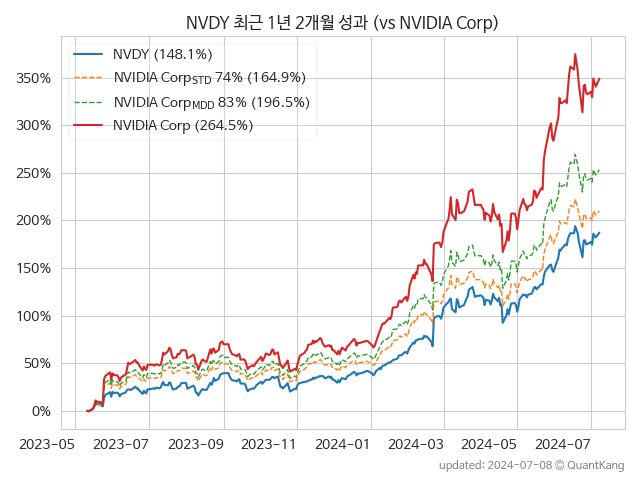 NVDY 최근 1년 2개월 성과 (vs NVIDIA Corp)
NVDY (148.1%)
NVIDIA CorpSTD 74% (164.9%)
NVIDIA CorpMDD 83% (196.5%)
NVIDIA Corp (264.5%)
350%
300%
250%
200%
150%
100%
50%
0%
2023-05 2023-07 2023-09 2023-11 2024-01 2024-03 2024-05 2024-07
updated: 2024-07-08 © QuantKang